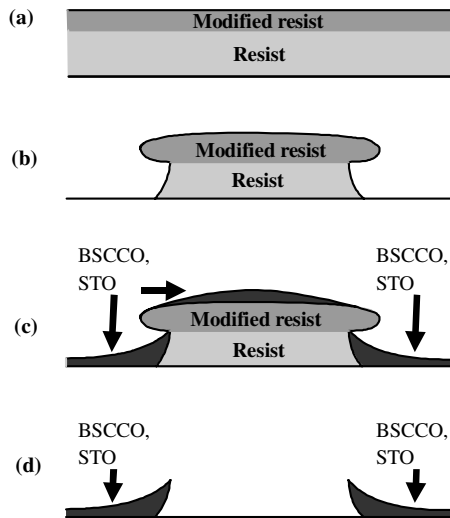 (a)
Modified resist
Resist
(b)
Modified resist
Resist
BSCCO,
STO
BSCCO,
STO
(c)
Modified resist
Resist
BSCCO,
STO
BSCCO,
STO
(d)